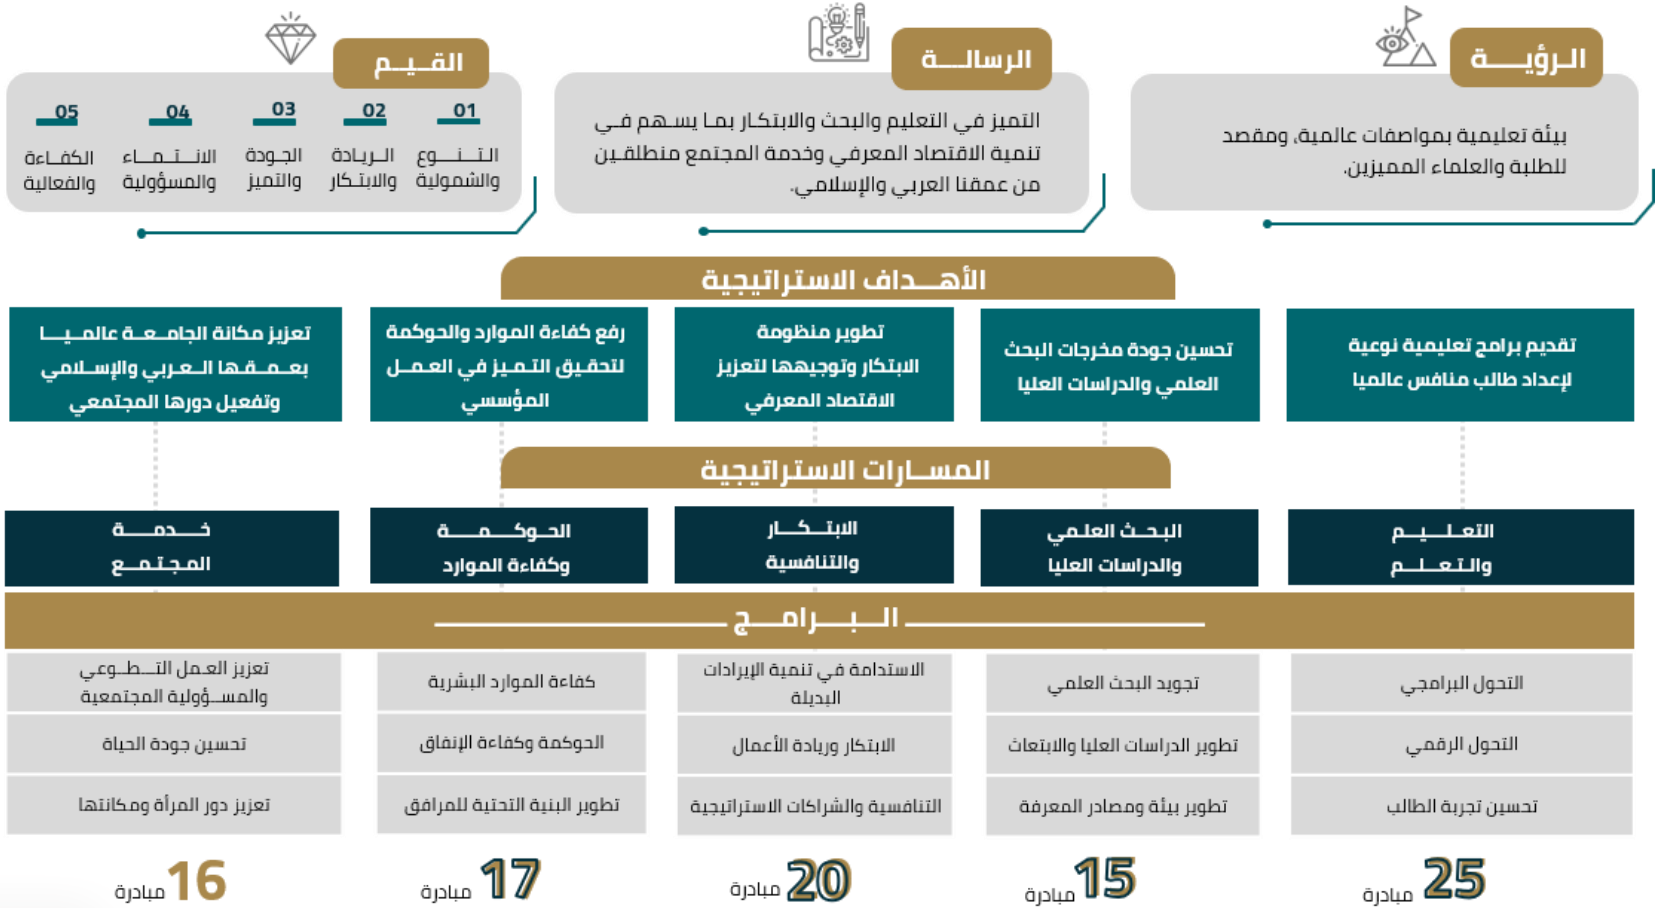 الرؤية
بيئة تعليمية بمواصفات عالمية، ومقصد
للطلبة والعلماء المميزين.
الرسالة
التميز في التعليم والبحث والابتكار بما يسهم في
تنمية الاقتصاد المعرفي وخدمة المجتمع منطلقين
من عمقنا العربي والإسلامي.
القيم
01
التنوع
والشمولية
02
الريادة
والابتكار
03
الجودة
والتميز
04
الانتماء
والمسؤولية
05
الكفاءة
والفعالية
الأهداف الاستراتيجية
تقديم برامج تعليمية نوعية
لإعداد طالب منافس عالميا
تحسين جودة مخرجات البحث
العلمي والدراسات العليا
تطوير منظومة
الابتكار وتوجيهها لتعزيز
الاقتصاد المعرفي
رفع كفاءة الموارد والحوكمة
لتحقيق التميز في العمل
المؤسسي
تعزيز مكانة الجامعة عالميا
بعمقها العربي والإسلامي
وتفعيل دورها المجتمعي
المسارات الاستراتيجية
التعليم
والتعلم
البحث العلمي
والدراسات العليا
الابتكار
والتنافسية
الحوكمة
وكفاءة الموارد
خدمة
المجتمع
البرامج
التحول البرامجي
التحول الرقمي
تحسين تجربة الطالب
25 مبادرة
تجويد البحث العلمي
تطوير الدراسات العليا والابتعاث
تطوير بيئة ومصادر المعرفة
15 مبادرة
الاستدامة في تنمية الإيرادات
البديلة
الابتكار وريادة الأعمال
التنافسية والشراكات الاستراتيجية
20 مبادرة
كفاءة الموارد البشرية
الحوكمة وكفاءة الإنفاق
تطوير البنية التحتية للمرافق
17 مبادرة
تعزيز العمل التطوعي
والمسؤولية المجتمعية
تحسين جودة الحياة
تعزيز دور المرأة ومكانتها
16 مبادرة